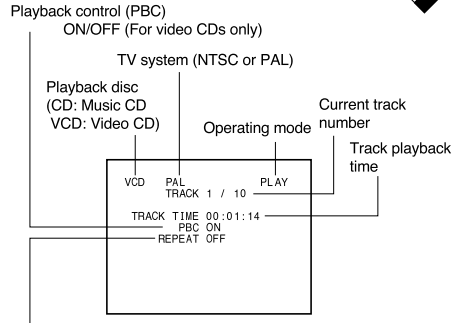 Playback control (PBC)
ON/OFF (For video CDs only)
TV system (NTSC or PAL)
Playback disc
(CD: Music CD
VCD: Video CD)
Operating mode
Current track
number
Track playback
time
VCD PAL PLAY
TRACK 1 / 10
TRACK TIME 00:01:14
PBC ON
REPEAT OFF